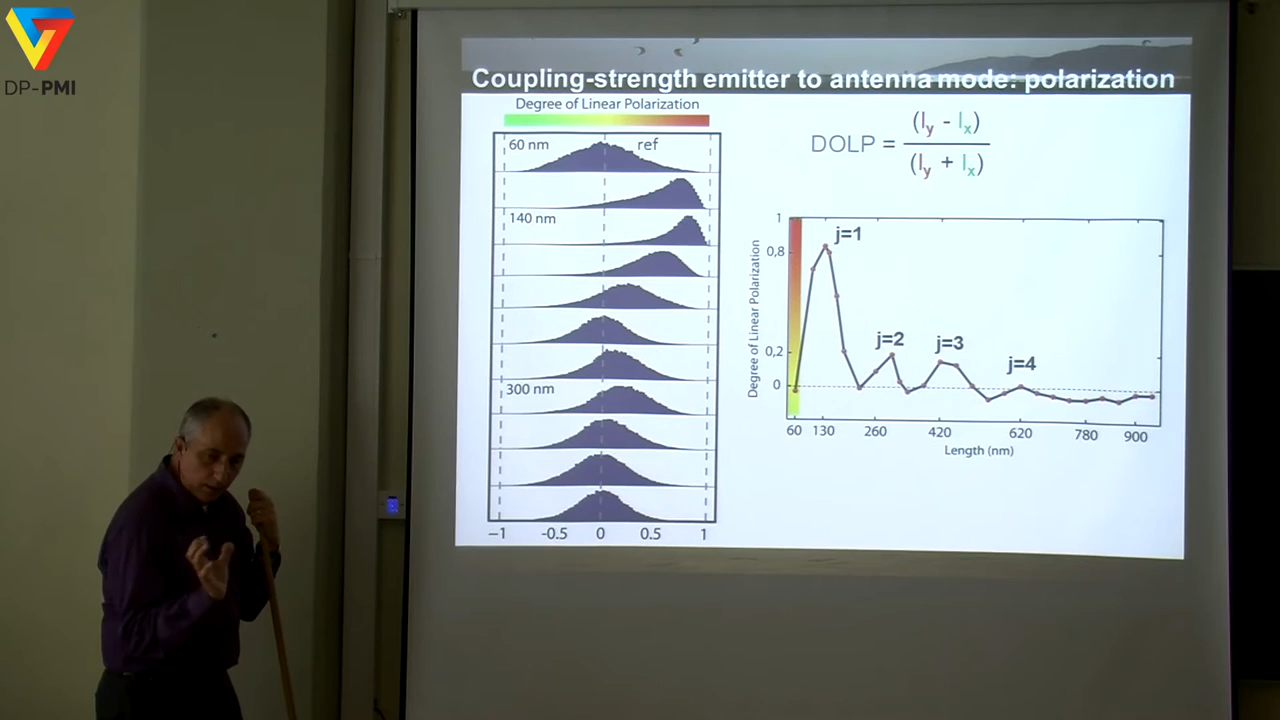 DP-PMI
Coupling-strength emitter to antenna mode: polarization
Degree of Linear Polarization
60 nm
ref
140 nm
300 nm
−1 -0.5 0 0.5 1
DOLP = (Iy - Ix)
(Iy + Ix)
Degree of Linear Polarization
1
0,8
0,2
0
j=1
j=2
j=3
j=4
60 130 260 420 620 780 900
Length (nm)